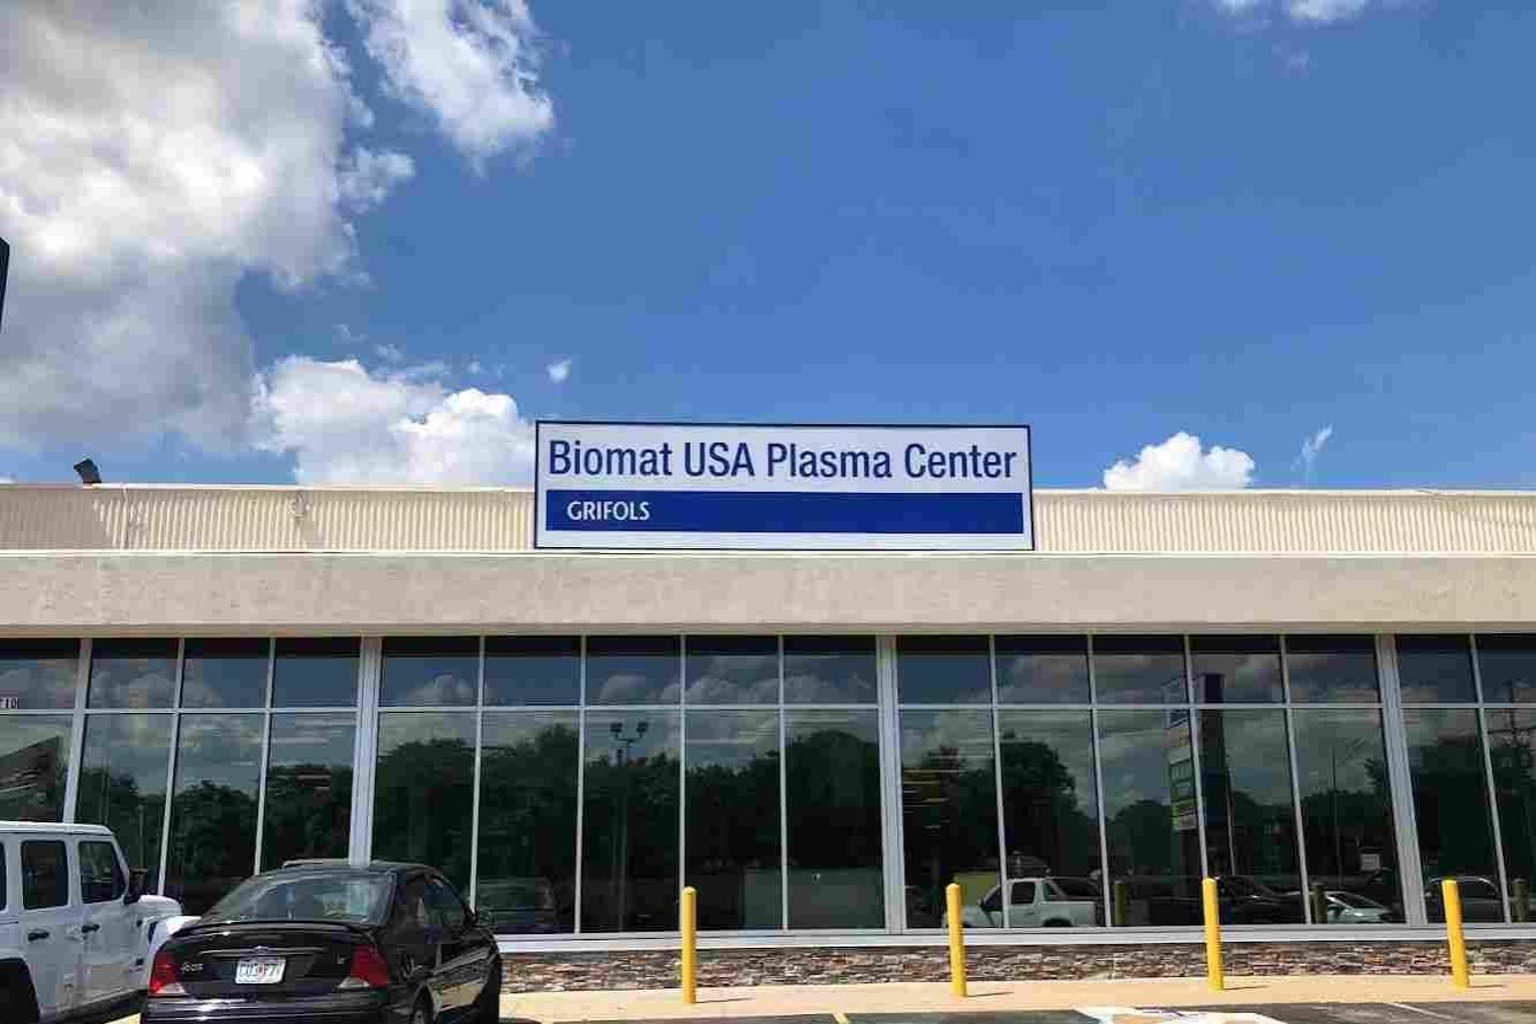 Biomat USA Plasma Center
GRIFOLS